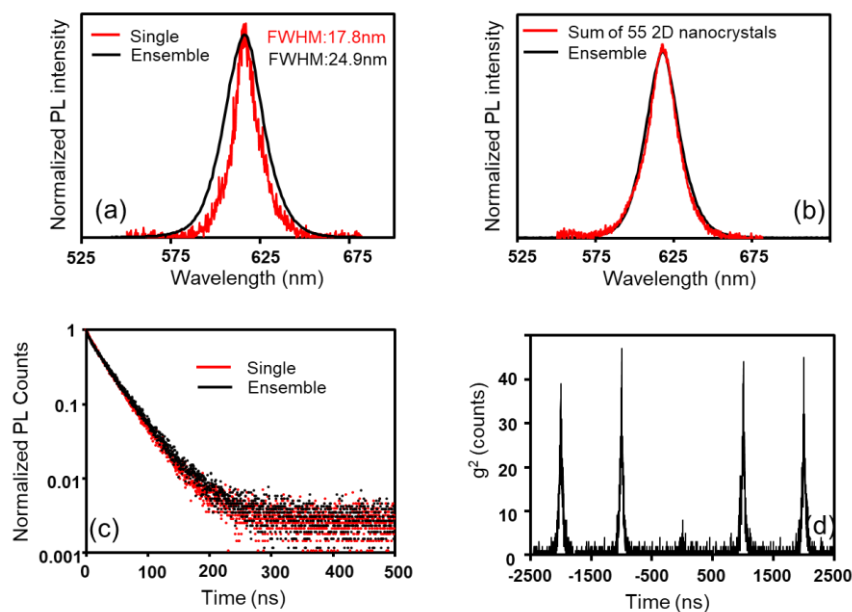 Single
Ensemble
FWHM:17.8nm
FWHM:24.9nm
Normalized PL intensity
(a)
525 575 625 675
Wavelength (nm)
Sum of 55 2D nanocrystals
Ensemble
Normalized PL intensity
(b)
525 575 625 675
Wavelength (nm)
1
0.1
0.01
0.001
Normalized PL Counts
Single
Ensemble
(c)
0 100 200 300 400 500
Time (ns)
40
30
20
10
0
g² (counts)
(d)
-2500 -1500 -500 500 1500 2500
Time (ns)